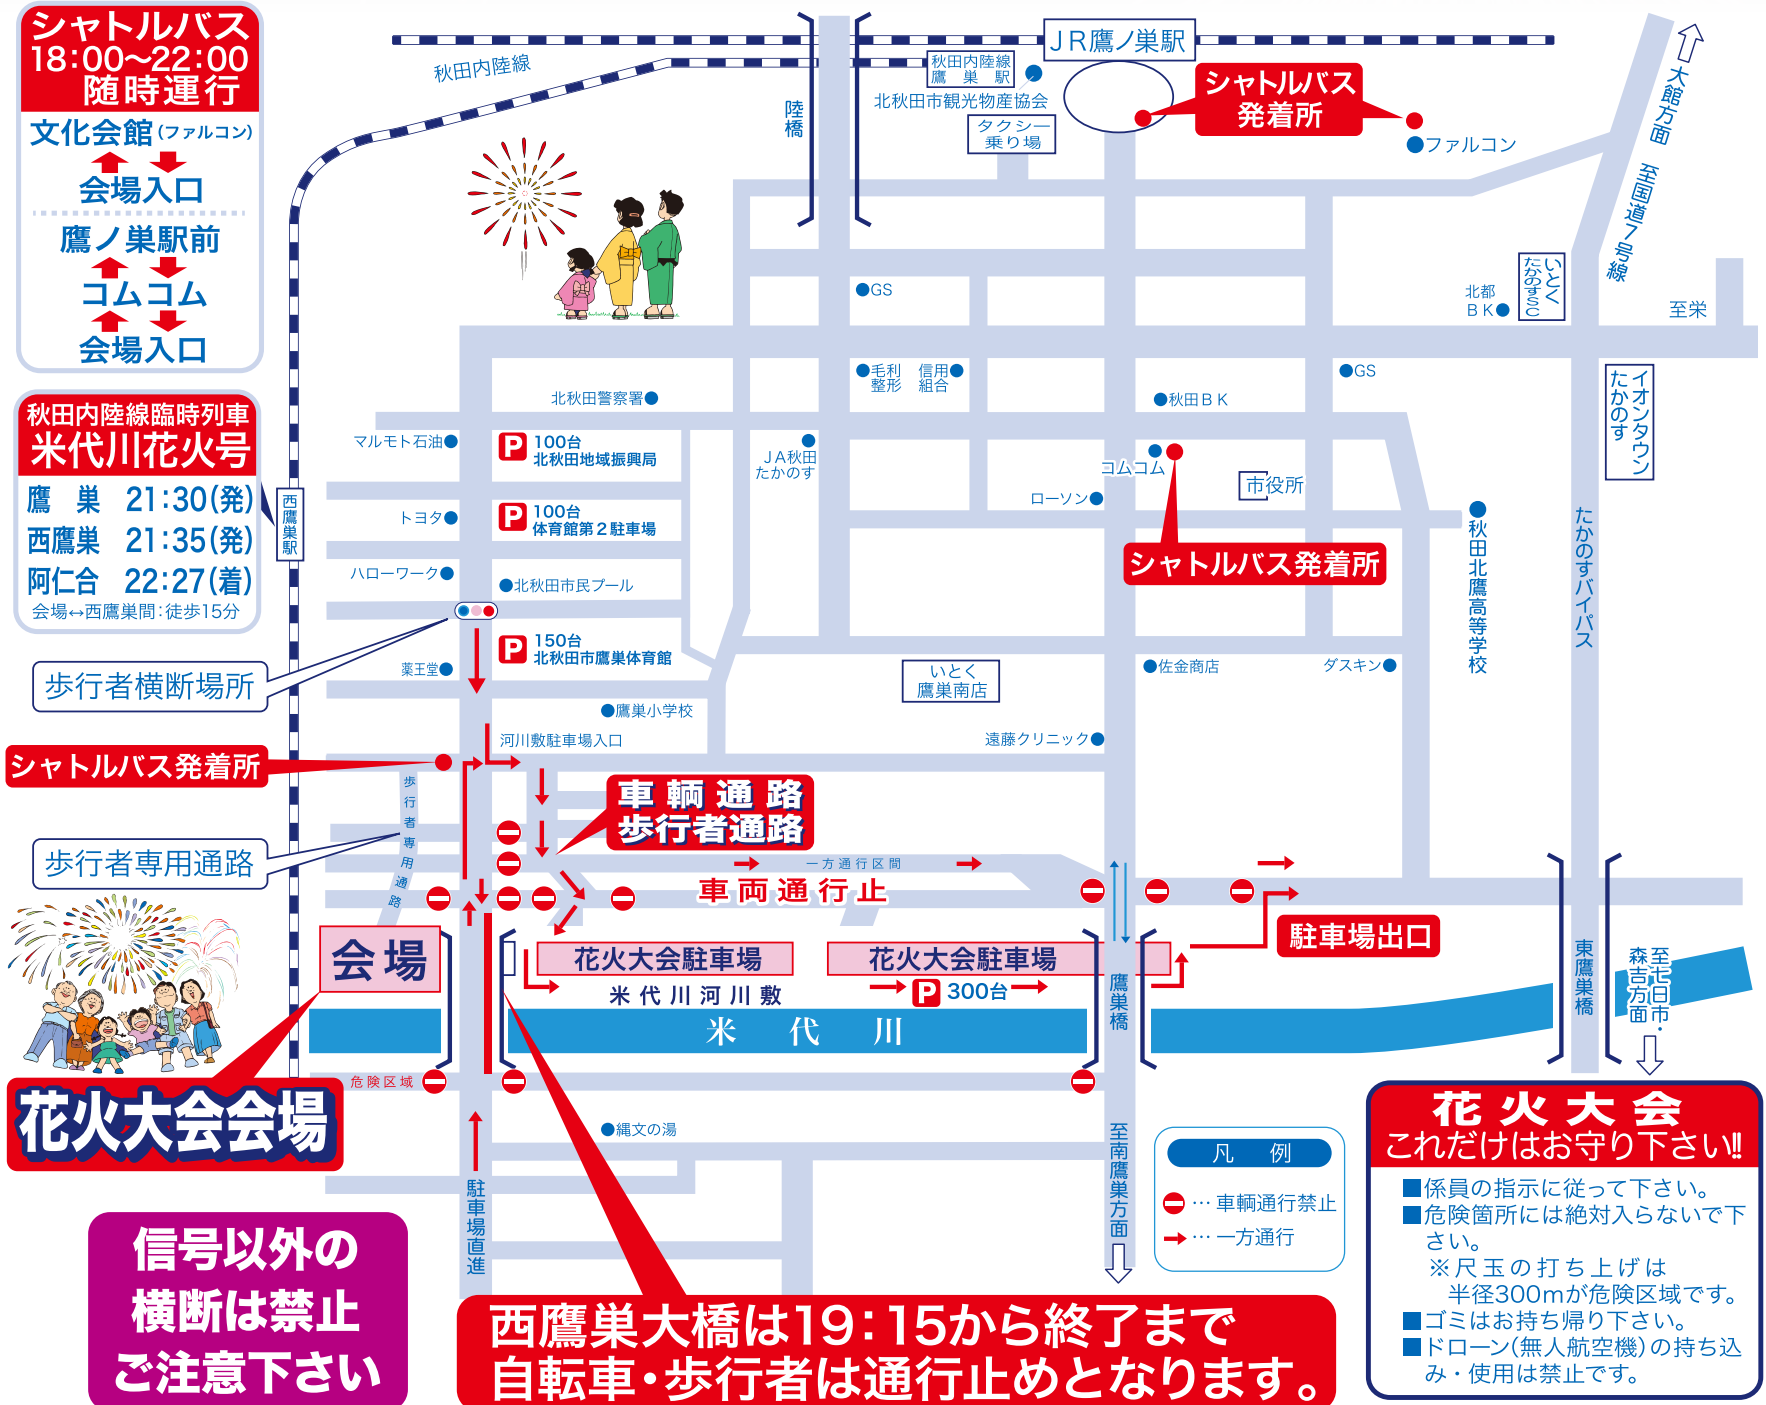 シャトルバス
18:00〜22:00
随時運行
文化会館(ファルコン)
会場入口
鷹ノ巣駅前
コムコム
会場入口
秋田内陸線臨時列車
米代川花火号
鷹　巣　21:30(発)
西鷹巣　21:35(発)
阿仁合　22:27(着)
会場↔西鷹巣間:徒歩15分
西鷹巣駅
秋田内陸線
陸橋
JR鷹ノ巣駅
秋田内陸線
鷹　巣　駅
北秋田市観光物産協会
タクシー
乗り場
シャトルバス
発着所
ファルコン
大館方面　至国道7号線
いとく
たかのすSC
北都
BK
至栄
イオンタウン
たかのす
GS
毛利
整形
信用
組合
GS
北秋田警察署
マルモト石油
P 100台
北秋田地域振興局
トヨタ
P 100台
体育館第2駐車場
ハローワーク
北秋田市民プール
P 150台
北秋田市鷹巣体育館
薬王堂
鷹巣小学校
JA秋田
たかのす
秋田BK
コムコム
ローソン
市役所
シャトルバス発着所
秋田北鷹高等学校
たかのすバイパス
いとく
鷹巣南店
佐金商店
ダスキン
遠藤クリニック
歩行者横断場所
河川敷駐車場入口
シャトルバス発着所
歩行者専用通路
歩行者専用通路
車輌通路
歩行者通路
一方通行区間
車両通行止
駐車場出口
会場
花火大会駐車場
花火大会駐車場
米代川河川敷
P 300台
米代川
鷹巣橋
東鷹巣橋
至七日市・
森吉方面
危険区域
花火大会会場
縄文の湯
駐車場直進
至南鷹巣方面
凡　例
… 車輌通行禁止
… 一方通行
信号以外の
横断は禁止
ご注意下さい
西鷹巣大橋は19:15から終了まで
自転車・歩行者は通行止めとなります。
花火大会
これだけはお守り下さい!!
■係員の指示に従って下さい。
■危険箇所には絶対入らないで下
さい。
※尺玉の打ち上げは
半径300mが危険区域です。
■ゴミはお持ち帰り下さい。
■ドローン(無人航空機)の持ち込
み・使用は禁止です。